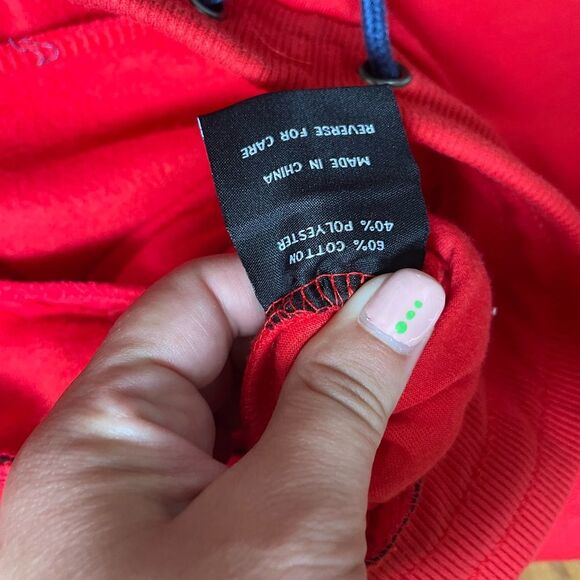 60% COTTON
40% POLYESTER
MADE IN CHINA
REVERSE FOR CARE